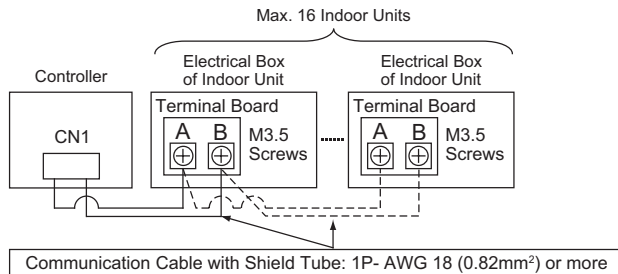 Max. 16 Indoor Units
Controller
Electrical Box
of Indoor Unit
Electrical Box
of Indoor Unit
CN1
Terminal Board
A B
M3.5
Screws
Terminal Board
A B
M3.5
Screws
Communication Cable with Shield Tube: 1P- AWG 18 (0.82mm²) or more